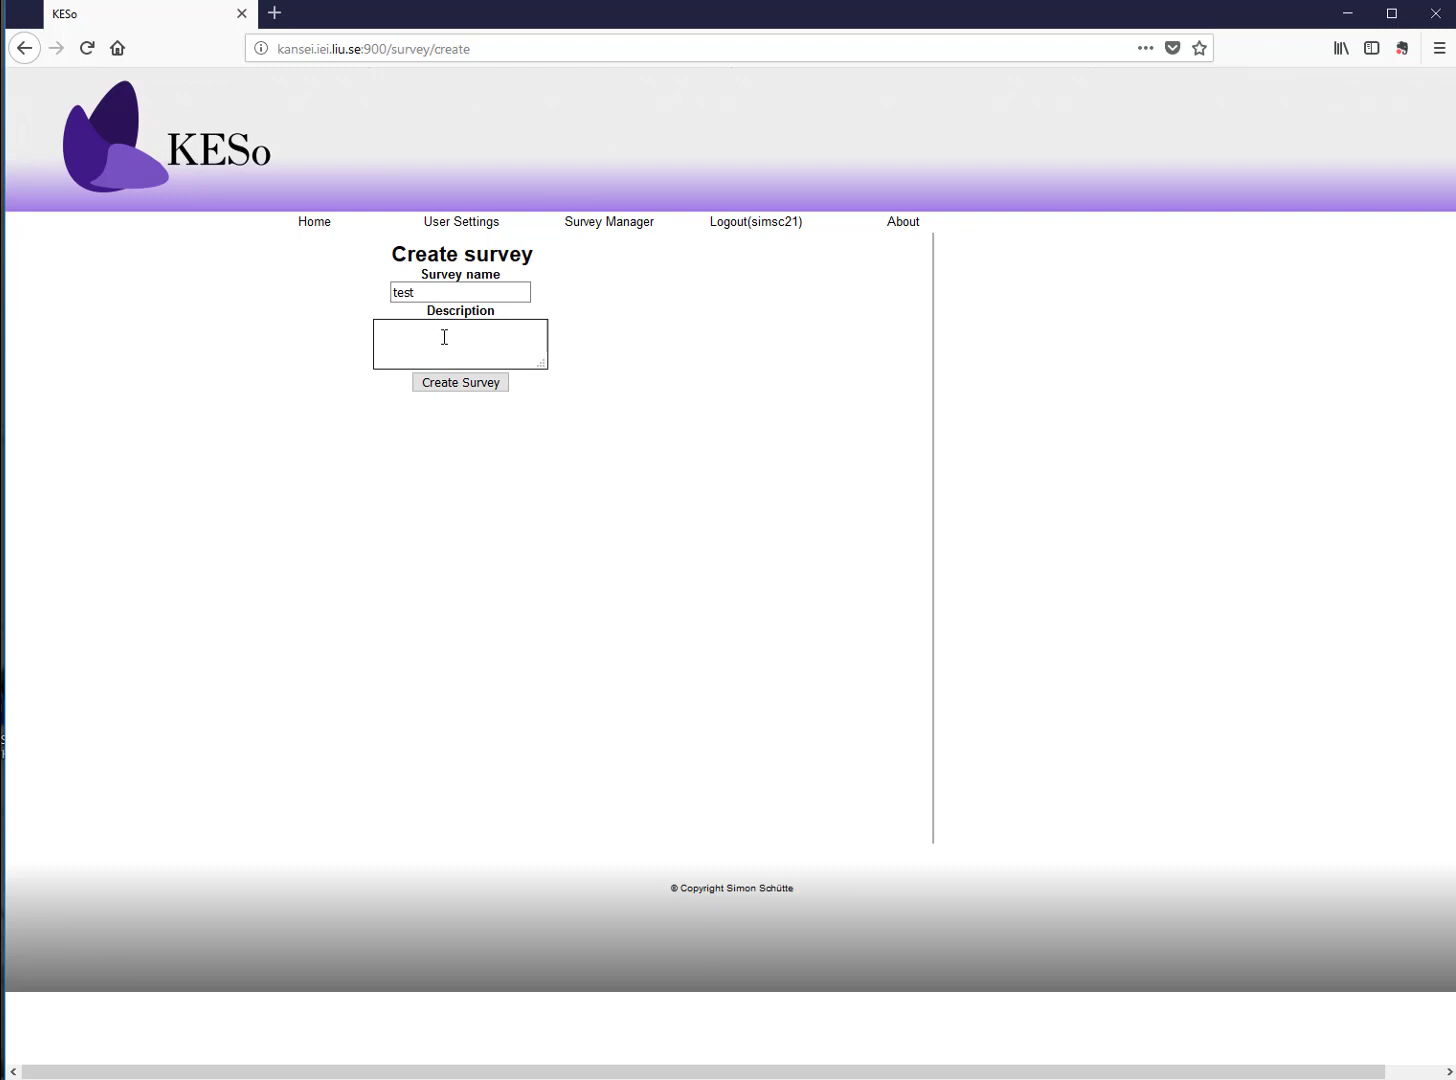 KESo
kansei.iei.liu.se:900/survey/create
KESo
Home User Settings Survey Manager Logout(simsc21) About
Create survey
Survey name
test
Description
Create Survey
© Copyright Simon Schütte